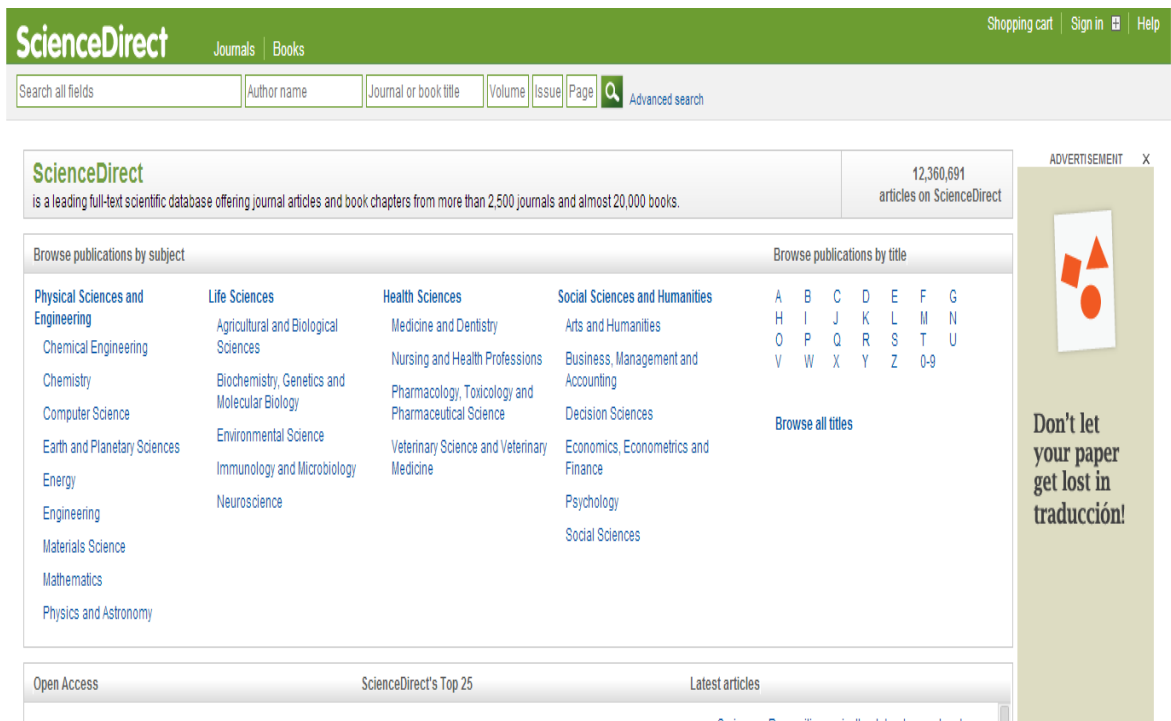 Shopping cart | Sign in | Help
ScienceDirect
Journals | Books
Search all fields
Author name
Journal or book title
Volume
Issue
Page
Advanced search
ADVERTISEMENT X
ScienceDirect
is a leading full-text scientific database offering journal articles and book chapters from more than 2,500 journals and almost 20,000 books.
12,360,691
articles on ScienceDirect
Browse publications by subject
Physical Sciences and
Engineering
Chemical Engineering
Chemistry
Computer Science
Earth and Planetary Sciences
Energy
Engineering
Materials Science
Mathematics
Physics and Astronomy
Life Sciences
Agricultural and Biological
Sciences
Biochemistry, Genetics and
Molecular Biology
Environmental Science
Immunology and Microbiology
Neuroscience
Health Sciences
Medicine and Dentistry
Nursing and Health Professions
Pharmacology, Toxicology and
Pharmaceutical Science
Veterinary Science and Veterinary
Medicine
Social Sciences and Humanities
Arts and Humanities
Business, Management and
Accounting
Decision Sciences
Economics, Econometrics and
Finance
Psychology
Social Sciences
Browse publications by title
A B C D E F G
H I J K L M N
O P Q R S T U
V W X Y Z 0-9
Browse all titles
Don't let
your paper
get lost in
traducción!
Open Access
ScienceDirect's Top 25
Latest articles